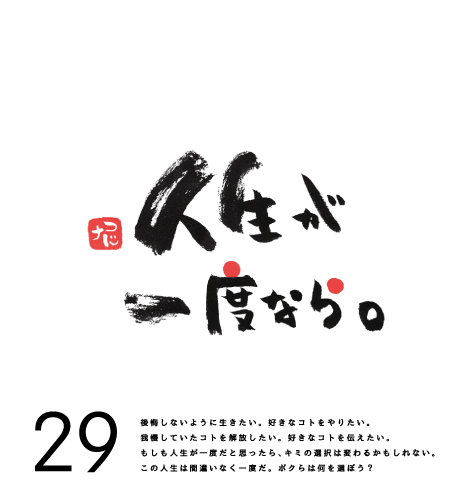 人生が
一度なら。
29
後悔しないように生きたい。好きなコトをやりたい。
我慢していたコトを解放したい。好きなコトを伝えたい。
もしも人生が一度だと思ったら、キミの選択は変わるかもしれない。
この人生は間違いなく一度だ。ボクらは何を選ぼう？